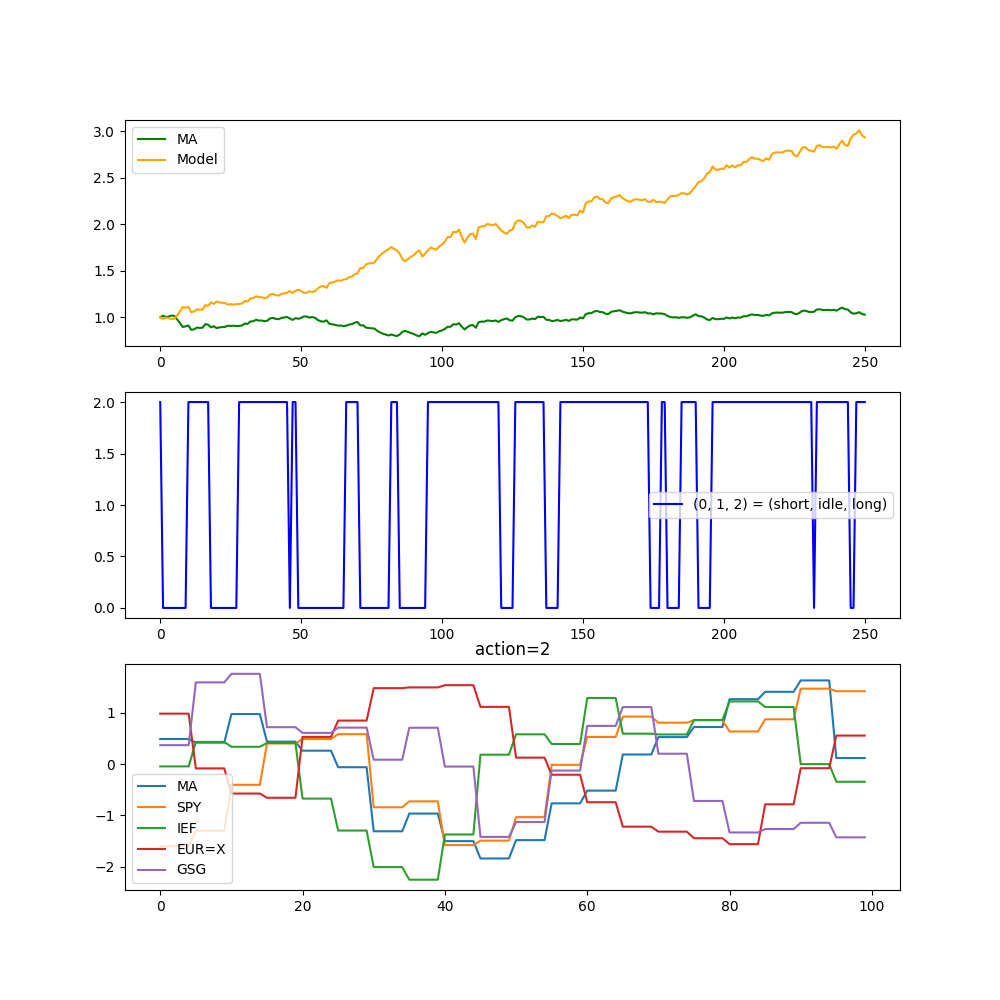 MA
Model
3.0
2.5
2.0
1.5
1.0
0 50 100 150 200 250
2.0
1.5
1.0
0.5
0.0
(0, 1, 2) = (short, idle, long)
0 50 100 150 200 250
action=2
1
0
−1
−2
MA
SPY
IEF
EUR=X
GSG
0 20 40 60 80 100